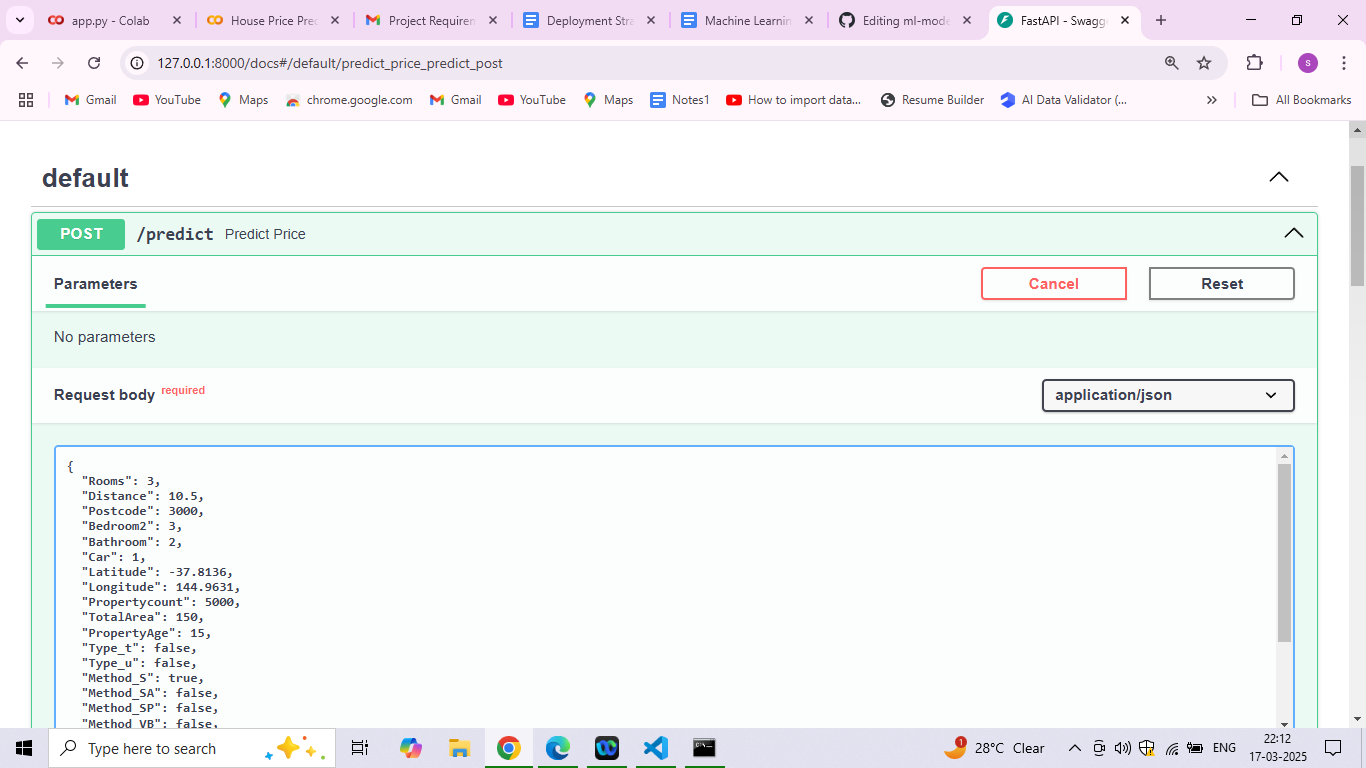 app.py - Colab
House Price Pred
Project Requirem
Deployment Stra
Machine Learnin
Editing ml-mode
FastAPI - Swagge
127.0.0.1:8000/docs#/default/predict_price_predict_post
S
Gmail
YouTube
Maps
chrome.google.com
Gmail
YouTube
Maps
Notes1
How to import data...
Resume Builder
AI Data Validator (...
All Bookmarks
default
POST /predict Predict Price
Parameters
Cancel
Reset
No parameters
Request body required
application/json
{
"Rooms": 3,
"Distance": 10.5,
"Postcode": 3000,
"Bedroom2": 3,
"Bathroom": 2,
"Car": 1,
"Latitude": -37.8136,
"Longitude": 144.9631,
"Propertycount": 5000,
"TotalArea": 150,
"PropertyAge": 15,
"Type_t": false,
"Type_u": false,
"Method_S": true,
"Method_SA": false,
"Method_SP": false,
"Method_VB": false,
Type here to search
1
28°C Clear
ENG
22:12
17-03-2025